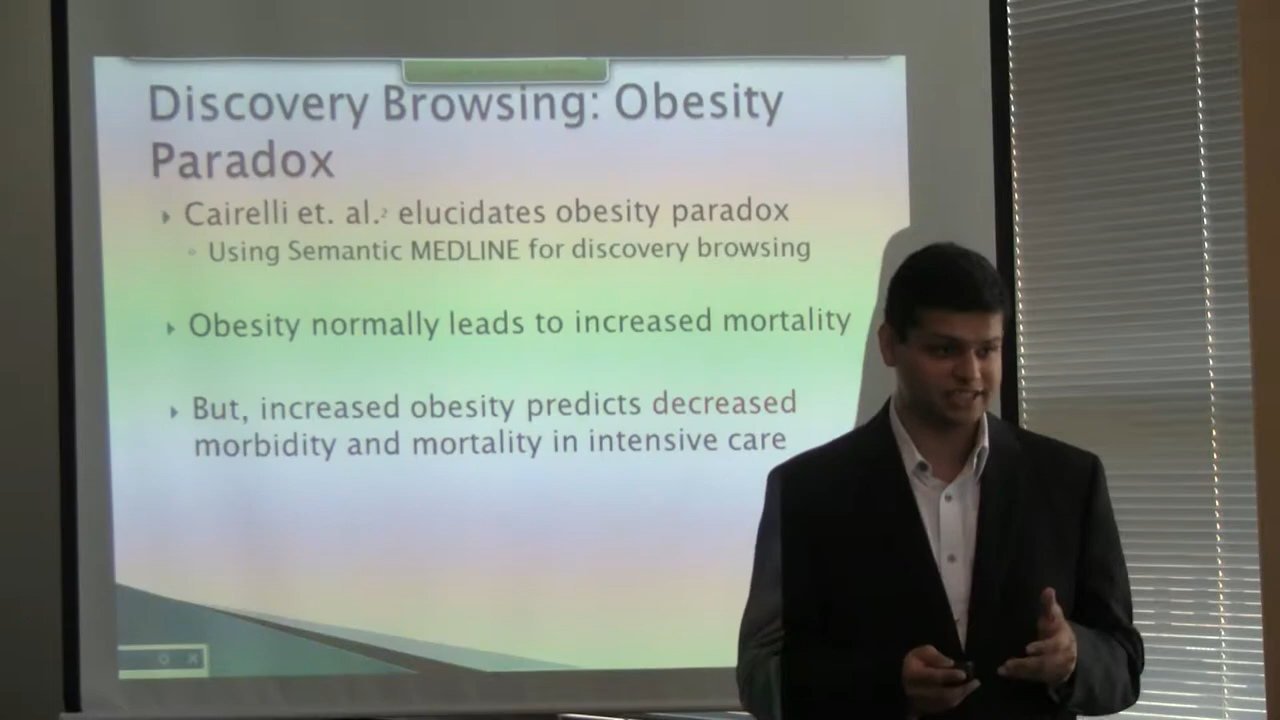 Discovery Browsing: Obesity
Paradox
Cairelli et. al.² elucidates obesity paradox
Using Semantic MEDLINE for discovery browsing
Obesity normally leads to increased mortality
But, increased obesity predicts decreased
morbidity and mortality in intensive care